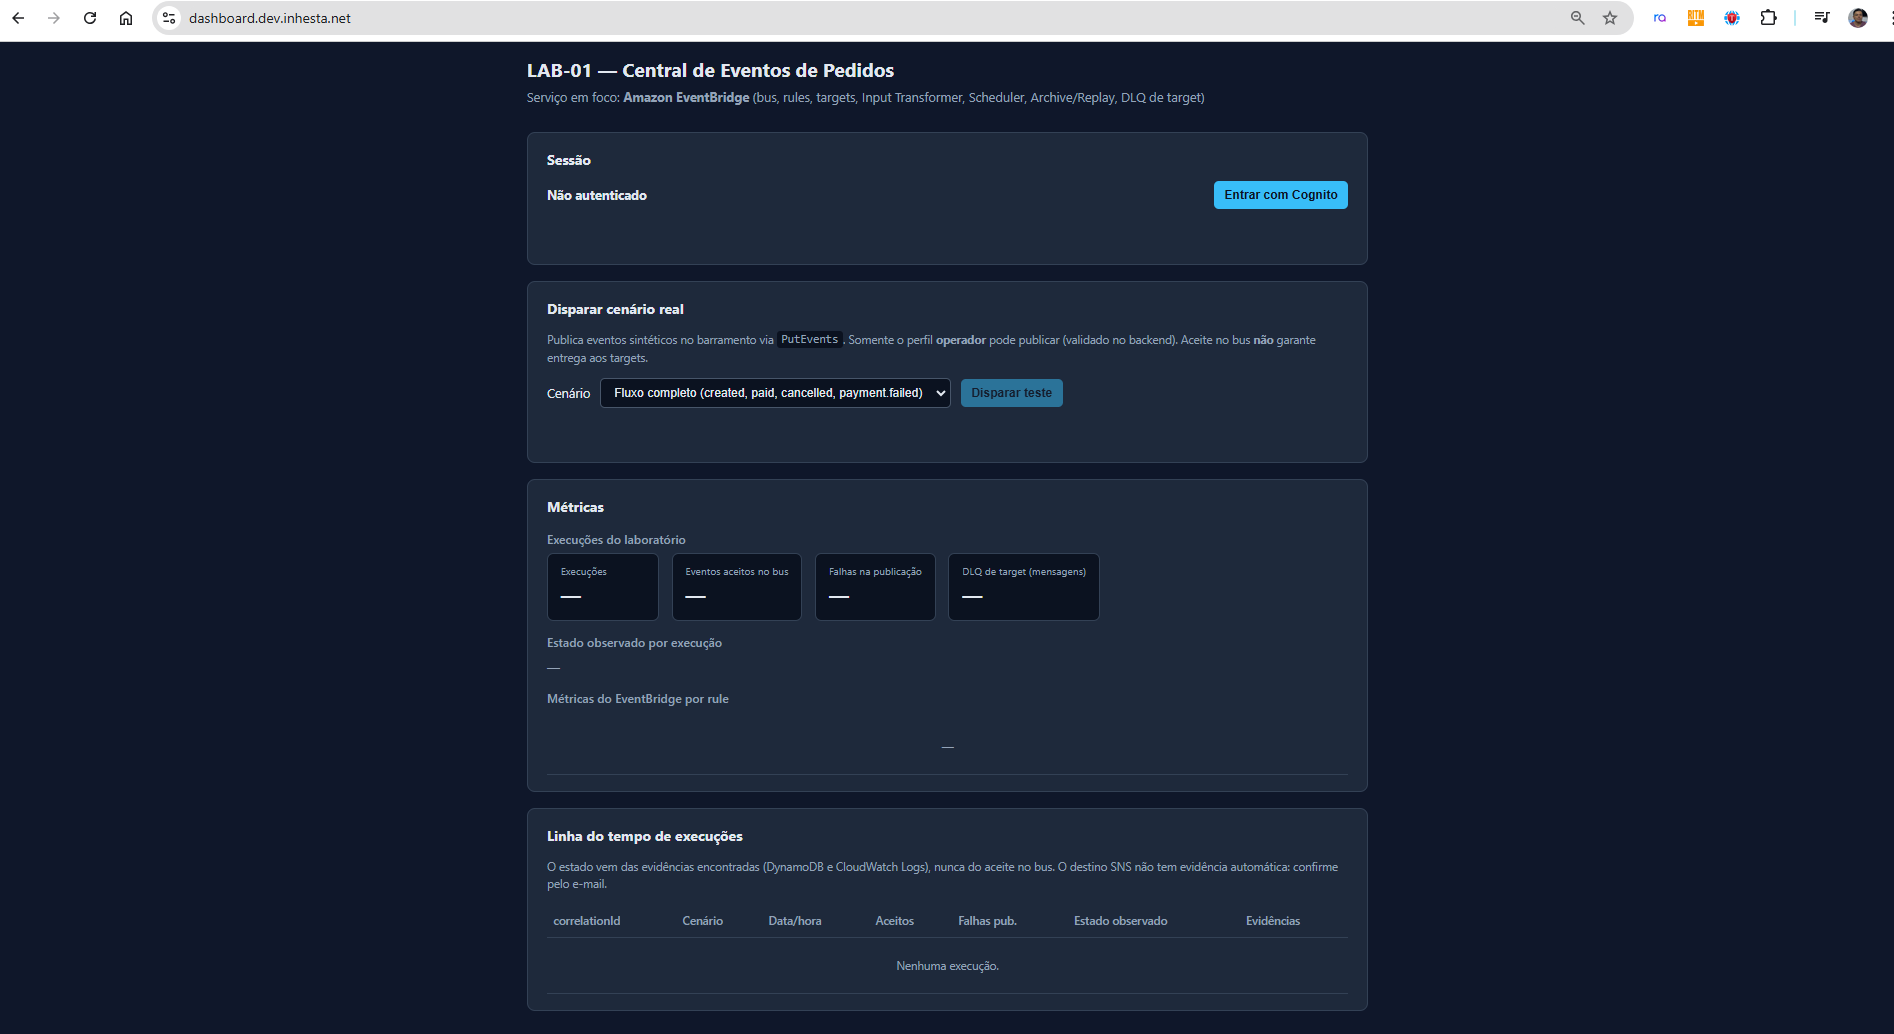 dashboard.dev.inhesta.net
LAB-01 — Central de Eventos de Pedidos
Serviço em foco: Amazon EventBridge (bus, rules, targets, Input Transformer, Scheduler, Archive/Replay, DLQ de target)
Sessão
Não autenticado
Entrar com Cognito
Disparar cenário real
Publica eventos sintéticos no barramento via PutEvents. Somente o perfil operador pode publicar (validado no backend). Aceite no bus não garante
entrega aos targets.
Cenário
Fluxo completo (created, paid, cancelled, payment.failed)
Disparar teste
Métricas
Execuções do laboratório
Execuções
Eventos aceitos no bus
Falhas na publicação
DLQ de target (mensagens)
—
—
—
—
Estado observado por execução
—
Métricas do EventBridge por rule
—
Linha do tempo de execuções
O estado vem das evidências encontradas (DynamoDB e CloudWatch Logs), nunca do aceite no bus. O destino SNS não tem evidência automática: confirme
pelo e-mail.
correlationId Cenário Data/hora Aceitos Falhas pub. Estado observado Evidências
Nenhuma execução.